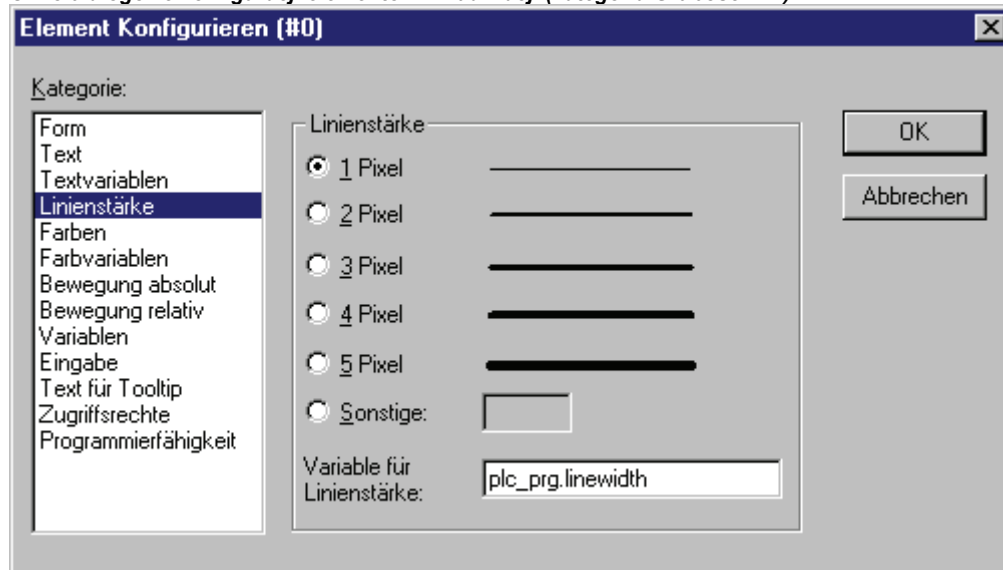 Element Konfigurieren (#0)
Kategorie:
Form
Text
Textvariablen
Linienstärke
Farben
Farbvariablen
Bewegung absolut
Bewegung relativ
Variablen
Eingabe
Text für Tooltip
Zugriffsrechte
Programmierfähigkeit
Linienstärke
1 Pixel
2 Pixel
3 Pixel
4 Pixel
5 Pixel
Sonstige:
Variable für
Linienstärke:
plc_prg.linewidth
OK
Abbrechen